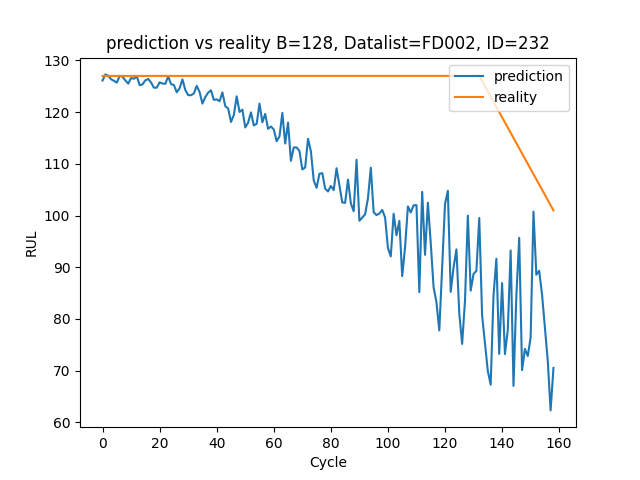 prediction vs reality B=128, Datalist=FD002, ID=232
prediction
reality
130
120
110
100
90
80
70
60
RUL
0 20 40 60 80 100 120 140 160
Cycle